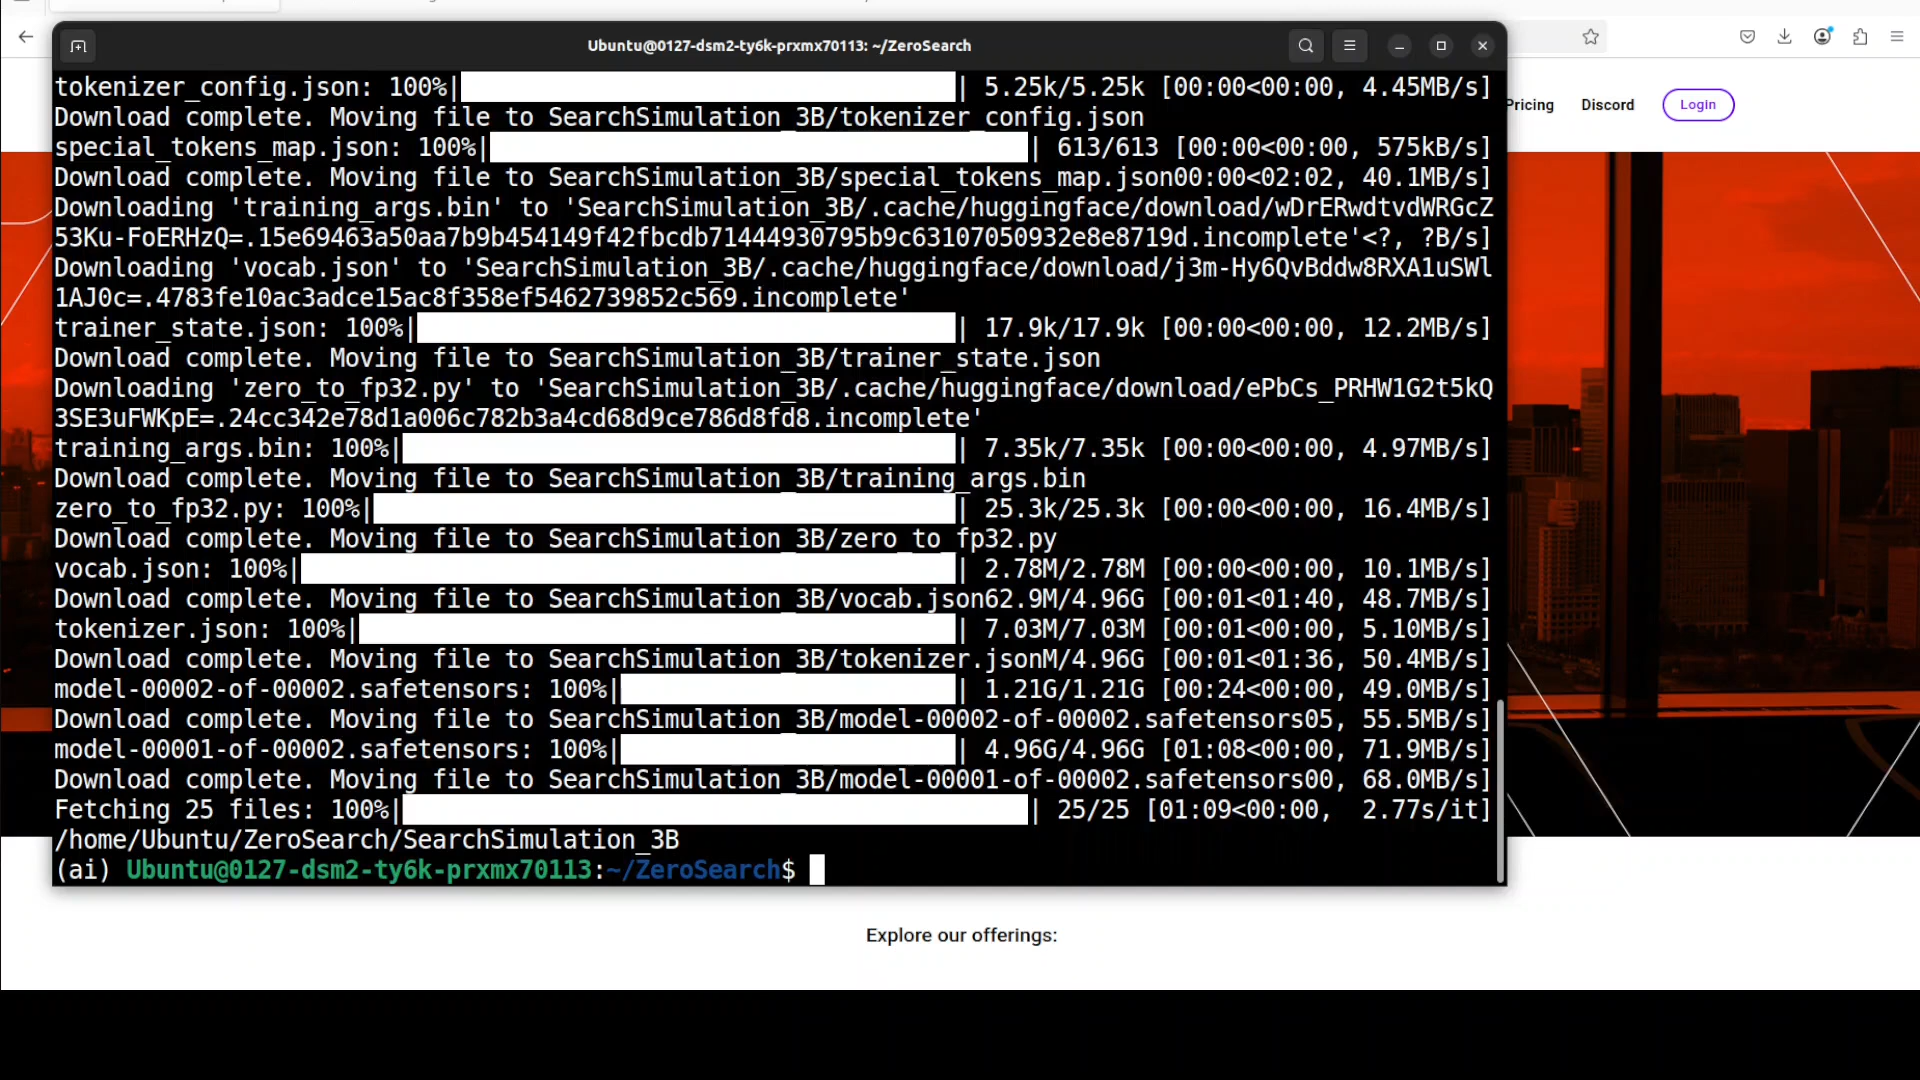 Ubuntu@0127-dsm2-ty6k-prxmx70113: ~/ZeroSearch
Pricing Discord Login
tokenizer_config.json: 100%| | 5.25k/5.25k [00:00<00:00, 4.45MB/s]
Download complete. Moving file to SearchSimulation_3B/tokenizer_config.json
special_tokens_map.json: 100%| | 613/613 [00:00<00:00, 575kB/s]
Download complete. Moving file to SearchSimulation_3B/special_tokens_map.json00:00<02:02, 40.1MB/s]
Downloading 'training_args.bin' to 'SearchSimulation_3B/.cache/huggingface/download/wDrERwdtvdWRGcZ
53Ku-FoERHzQ=.15e69463a50aa7b9b454149f42fbcdb71444930795b9c63107050932e8e8719d.incomplete'<?, ?B/s]
Downloading 'vocab.json' to 'SearchSimulation_3B/.cache/huggingface/download/j3m-Hy6QvBddw8RXA1uSWl
1AJ0c=.4783fe10ac3adce15ac8f358ef5462739852c569.incomplete'
trainer_state.json: 100%| | 17.9k/17.9k [00:00<00:00, 12.2MB/s]
Download complete. Moving file to SearchSimulation_3B/trainer_state.json
Downloading 'zero_to_fp32.py' to 'SearchSimulation_3B/.cache/huggingface/download/ePbCs_PRHW1G2t5kQ
3SE3uFWKpE=.24cc342e78d1a006c782b3a4cd68d9ce786d8fd8.incomplete'
training_args.bin: 100%| | 7.35k/7.35k [00:00<00:00, 4.97MB/s]
Download complete. Moving file to SearchSimulation_3B/training_args.bin
zero_to_fp32.py: 100%| | 25.3k/25.3k [00:00<00:00, 16.4MB/s]
Download complete. Moving file to SearchSimulation_3B/zero_to_fp32.py
vocab.json: 100%| | 2.78M/2.78M [00:00<00:00, 10.1MB/s]
Download complete. Moving file to SearchSimulation_3B/vocab.json62.9M/4.96G [00:01<01:40, 48.7MB/s]
tokenizer.json: 100%| | 7.03M/7.03M [00:01<00:00, 5.10MB/s]
Download complete. Moving file to SearchSimulation_3B/tokenizer.jsonM/4.96G [00:01<01:36, 50.4MB/s]
model-00002-of-00002.safetensors: 100%| | 1.21G/1.21G [00:24<00:00, 49.0MB/s]
Download complete. Moving file to SearchSimulation_3B/model-00002-of-00002.safetensors05, 55.5MB/s]
model-00001-of-00002.safetensors: 100%| | 4.96G/4.96G [01:08<00:00, 71.9MB/s]
Download complete. Moving file to SearchSimulation_3B/model-00001-of-00002.safetensors00, 68.0MB/s]
Fetching 25 files: 100%| | 25/25 [01:09<00:00,  2.77s/it]
/home/Ubuntu/ZeroSearch/SearchSimulation_3B
(ai) Ubuntu@0127-dsm2-ty6k-prxmx70113:~/ZeroSearch$
Explore our offerings: